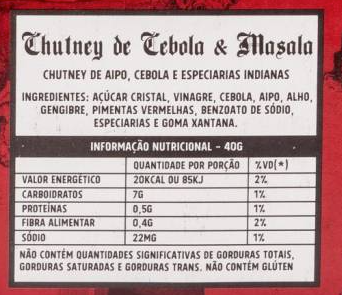 Chutney de Cebola & Masala
CHUTNEY DE AIPO, CEBOLA E ESPECIARIAS INDIANAS
INGREDIENTES: AÇÚCAR CRISTAL, VINAGRE, CEBOLA, AIPO, ALHO,
GENGIBRE, PIMENTAS VERMELHAS, BENZOATO DE SÓDIO,
ESPECIARIAS E GOMA XANTANA.
INFORMAÇÃO NUTRICIONAL - 40G
QUANTIDADE POR PORÇÃO %VD(*)
VALOR ENERGÉTICO 20KCAL OU 85KJ 2%
CARBOIDRATOS 7G 1%
PROTEÍNAS 0,5G 1%
FIBRA ALIMENTAR 0,4G 2%
SÓDIO 22MG 1%
NÃO CONTÉM QUANTIDADES SIGNIFICATIVAS DE GORDURAS TOTAIS,
GORDURAS SATURADAS E GORDURAS TRANS. NÃO CONTÉM GLÚTEN